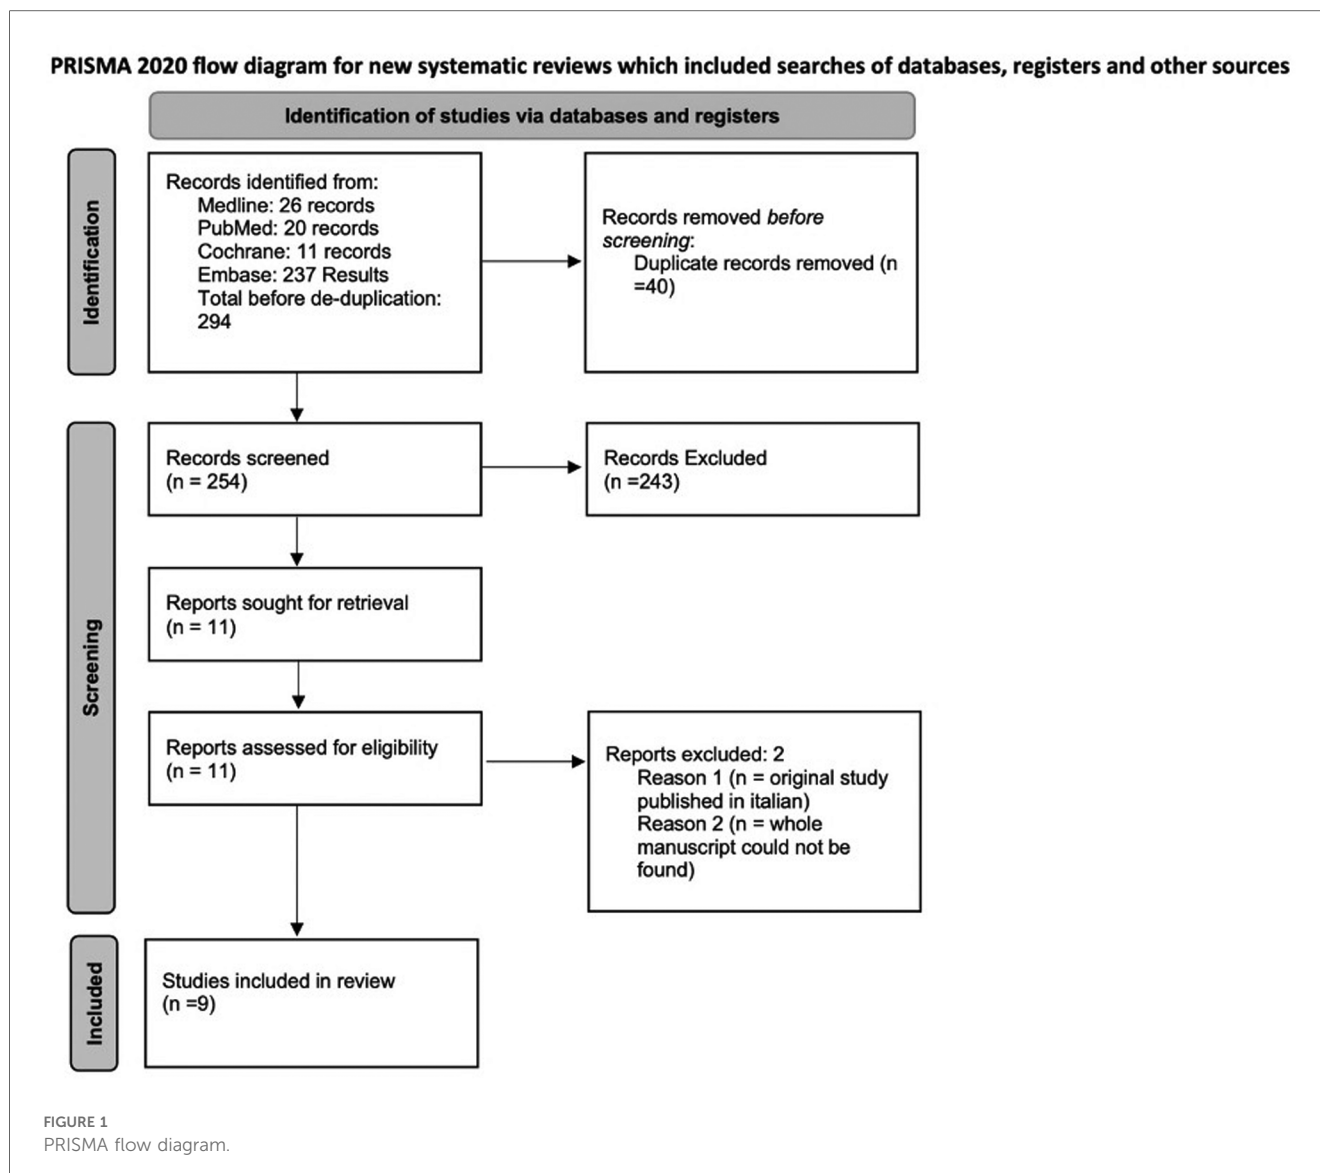 PRISMA 2020 flow diagram for new systematic reviews which included searches of databases, registers and other sources
Identification of studies via databases and registers
Identification
Records identified from:
Medline: 26 records
PubMed: 20 records
Cochrane: 11 records
Embase: 237 Results
Total before de-duplication:
294
Records removed before
screening:
Duplicate records removed (n
=40)
Screening
Records screened
(n = 254)
Records Excluded
(n =243)
Reports sought for retrieval
(n = 11)
Reports assessed for eligibility
(n = 11)
Reports excluded: 2
Reason 1 (n = original study
published in italian)
Reason 2 (n = whole
manuscript could not be
found)
Included
Studies included in review
(n =9)
FIGURE 1
PRISMA flow diagram.